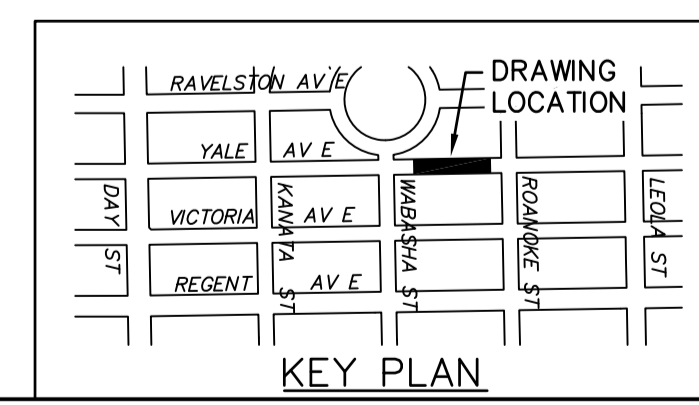 RAVELSTON AV E
DRAWING
LOCATION
YALE AV E
DAY ST
VICTORIA AV E
KANATA ST
WABASHA ST
ROANOKE ST
LEOLA ST
REGENT AV E
KEY PLAN